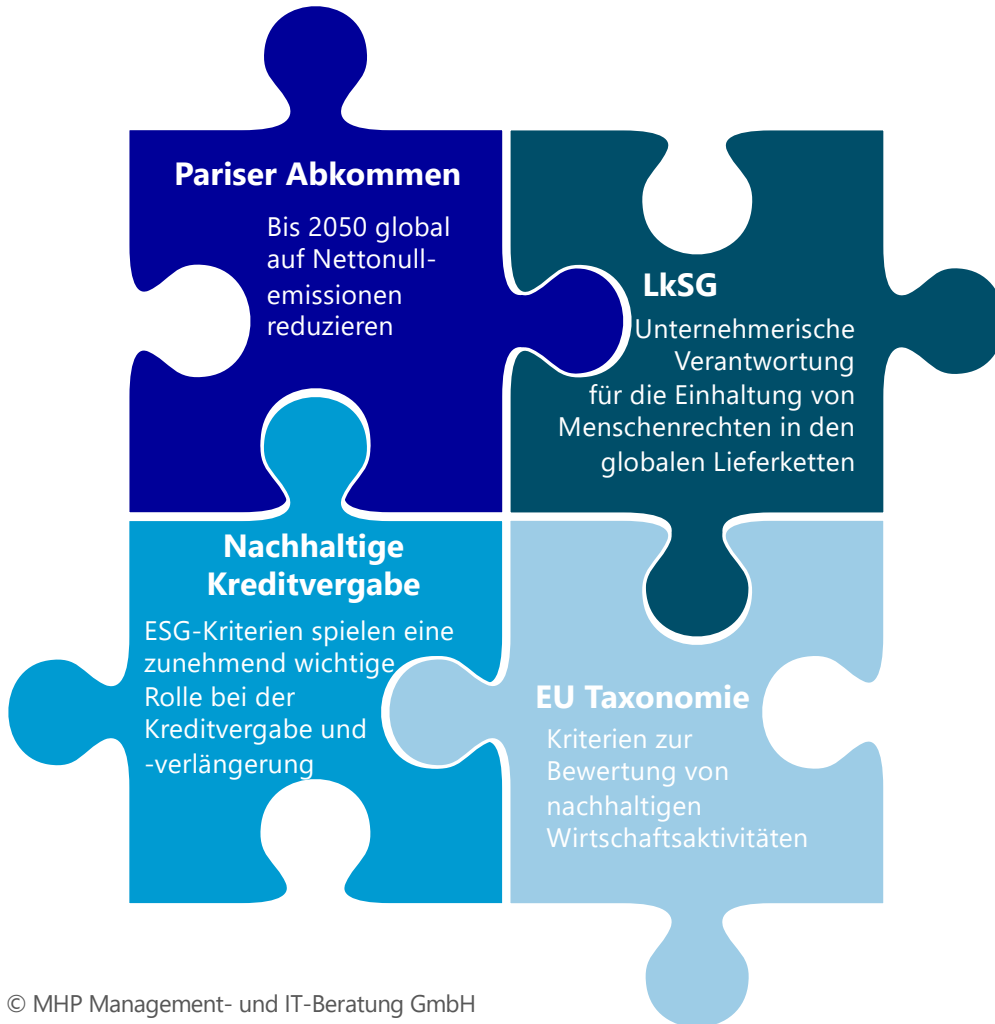 Pariser Abkommen
Bis 2050 global
auf Nettonull-
emissionen
reduzieren
LkSG
Unternehmerische
Verantwortung
für die Einhaltung von
Menschenrechten in den
globalen Lieferketten
Nachhaltige
Kreditvergabe
ESG-Kriterien spielen eine
zunehmend wichtige
Rolle bei der
Kreditvergabe und
-verlängerung
EU Taxonomie
Kriterien zur
Bewertung von
nachhaltigen
Wirtschaftsaktivitäten
© MHP Management- und IT-Beratung GmbH